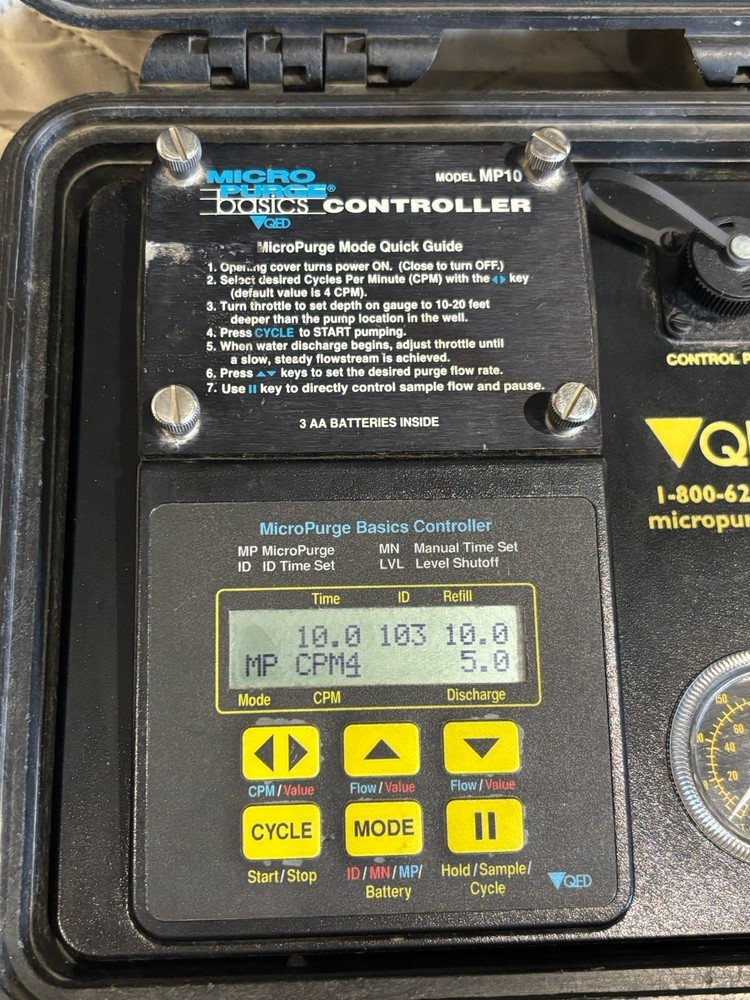 MICRO
PURGE®
basics CONTROLLER
MODEL MP10
QED
MicroPurge Mode Quick Guide
1. Opening cover turns power ON. (Close to turn OFF.)
2. Select desired Cycles Per Minute (CPM) with the ◀▶ key
(default value is 4 CPM).
3. Turn throttle to set depth on gauge to 10-20 feet
deeper than the pump location in the well.
4. Press CYCLE to START pumping.
5. When water discharge begins, adjust throttle until
a slow, steady flowstream is achieved.
6. Press ▲▼ keys to set the desired purge flow rate.
7. Use II key to directly control sample flow and pause.
3 AA BATTERIES INSIDE
CONTROL P
QE
1-800-62
micropur
MicroPurge Basics Controller
MP MicroPurge MN Manual Time Set
ID ID Time Set LVL Level Shutoff
Time ID Refill
10.0 103 10.0
MP CPM4 5.0
Mode CPM Discharge
CPM/Value Flow/Value Flow/Value
CYCLE MODE II
Start/Stop ID/MN/MP/ Battery Hold/Sample/ Cycle
QED
150
60
40
20